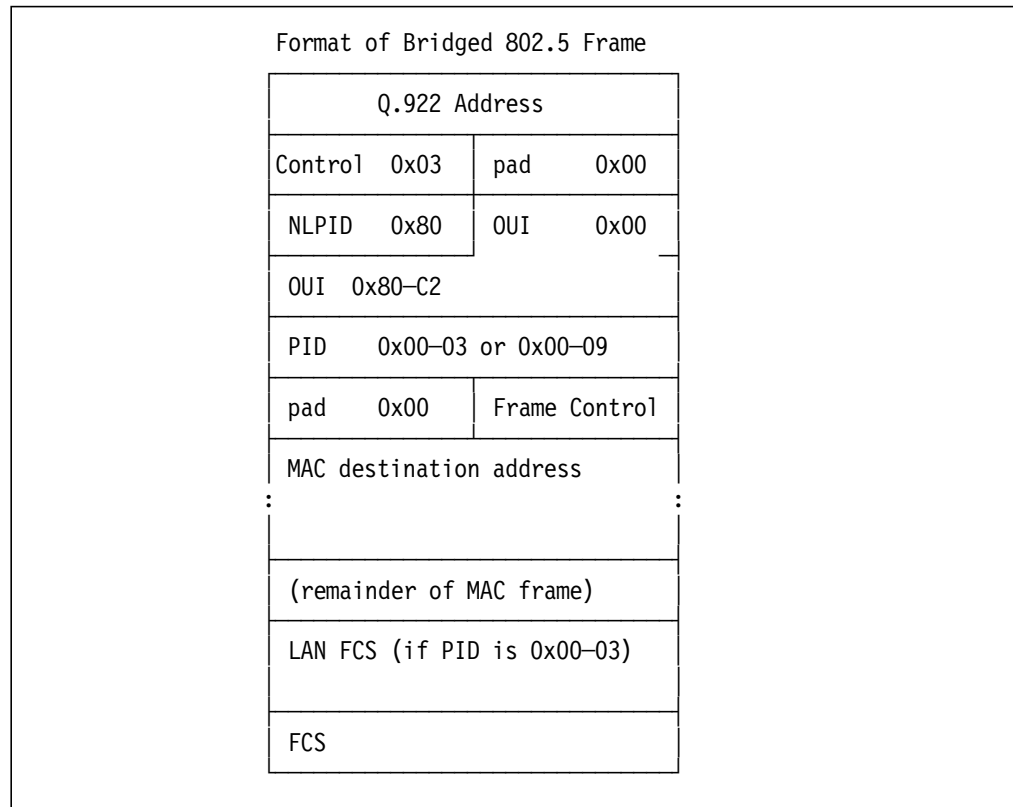 Format of Bridged 802.5 Frame
Q.922 Address
Control 0x03 pad 0x00
NLPID 0x80 OUI 0x00
OUI 0x80—C2
PID 0x00—03 or 0x00—09
pad 0x00 Frame Control
MAC destination address
: :
(remainder of MAC frame)
LAN FCS (if PID is 0x00—03)
FCS